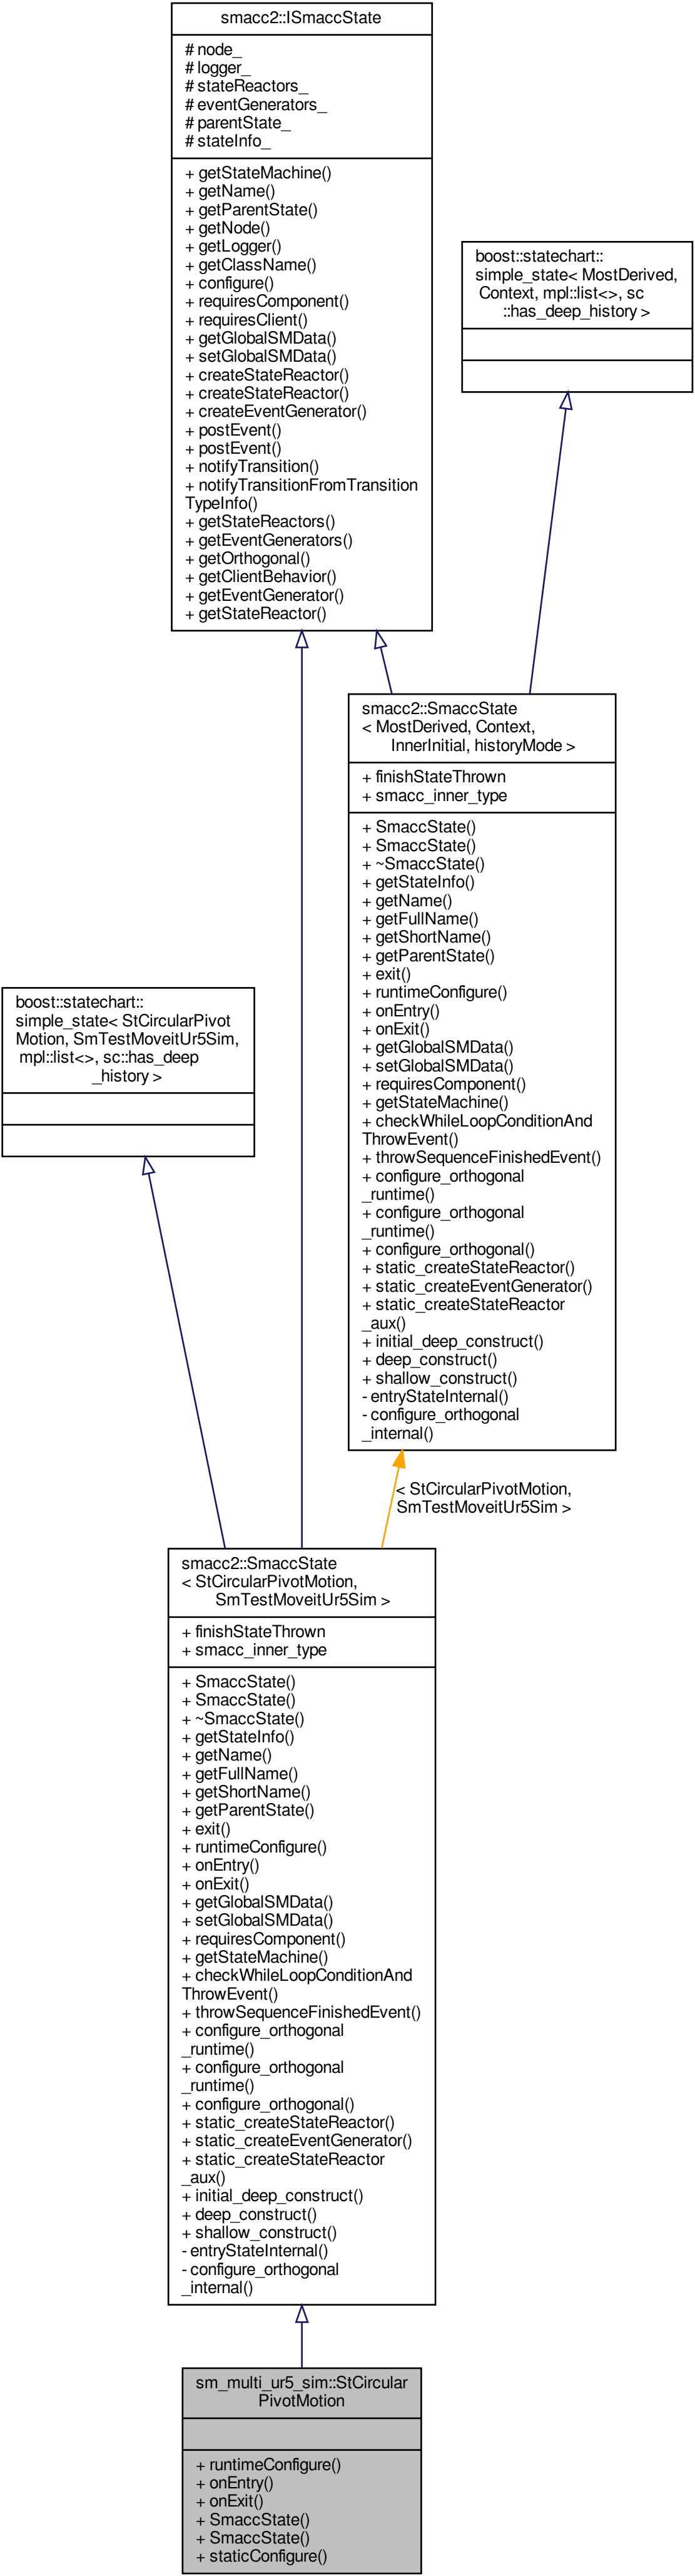 smacc2::ISmaccState
# node_
# logger_
# stateReactors_
# eventGenerators_
# parentState_
# stateInfo_
+ getStateMachine()
+ getName()
+ getParentState()
+ getNode()
+ getLogger()
+ getClassName()
+ configure()
+ requiresComponent()
+ requiresClient()
+ getGlobalSMData()
+ setGlobalSMData()
+ createStateReactor()
+ createStateReactor()
+ createEventGenerator()
+ postEvent()
+ postEvent()
+ notifyTransition()
+ notifyTransitionFromTransition
TypeInfo()
+ getStateReactors()
+ getEventGenerators()
+ getOrthogonal()
+ getClientBehavior()
+ getEventGenerator()
+ getStateReactor()
boost::statechart::
simple_state< MostDerived,
Context, mpl::list<>, sc
::has_deep_history >
smacc2::SmaccState
< MostDerived, Context,
InnerInitial, historyMode >
+ finishStateThrown
+ smacc_inner_type
+ SmaccState()
+ SmaccState()
+ ~SmaccState()
+ getStateInfo()
+ getName()
+ getFullName()
+ getShortName()
+ getParentState()
+ exit()
+ runtimeConfigure()
+ onEntry()
+ onExit()
+ getGlobalSMData()
+ setGlobalSMData()
+ requiresComponent()
+ getStateMachine()
+ checkWhileLoopConditionAnd
ThrowEvent()
+ throwSequenceFinishedEvent()
+ configure_orthogonal
_runtime()
+ configure_orthogonal
_runtime()
+ configure_orthogonal()
+ static_createStateReactor()
+ static_createEventGenerator()
+ static_createStateReactor
_aux()
+ initial_deep_construct()
+ deep_construct()
+ shallow_construct()
- entryStateInternal()
- configure_orthogonal
_internal()
boost::statechart::
simple_state< StCircularPivot
Motion, SmTestMoveitUr5Sim,
mpl::list<>, sc::has_deep
_history >
< StCircularPivotMotion,
SmTestMoveitUr5Sim >
smacc2::SmaccState
< StCircularPivotMotion,
SmTestMoveitUr5Sim >
+ finishStateThrown
+ smacc_inner_type
+ SmaccState()
+ SmaccState()
+ ~SmaccState()
+ getStateInfo()
+ getName()
+ getFullName()
+ getShortName()
+ getParentState()
+ exit()
+ runtimeConfigure()
+ onEntry()
+ onExit()
+ getGlobalSMData()
+ setGlobalSMData()
+ requiresComponent()
+ getStateMachine()
+ checkWhileLoopConditionAnd
ThrowEvent()
+ throwSequenceFinishedEvent()
+ configure_orthogonal
_runtime()
+ configure_orthogonal
_runtime()
+ configure_orthogonal()
+ static_createStateReactor()
+ static_createEventGenerator()
+ static_createStateReactor
_aux()
+ initial_deep_construct()
+ deep_construct()
+ shallow_construct()
- entryStateInternal()
- configure_orthogonal
_internal()
sm_multi_ur5_sim::StCircular
PivotMotion
+ runtimeConfigure()
+ onEntry()
+ onExit()
+ SmaccState()
+ SmaccState()
+ staticConfigure()